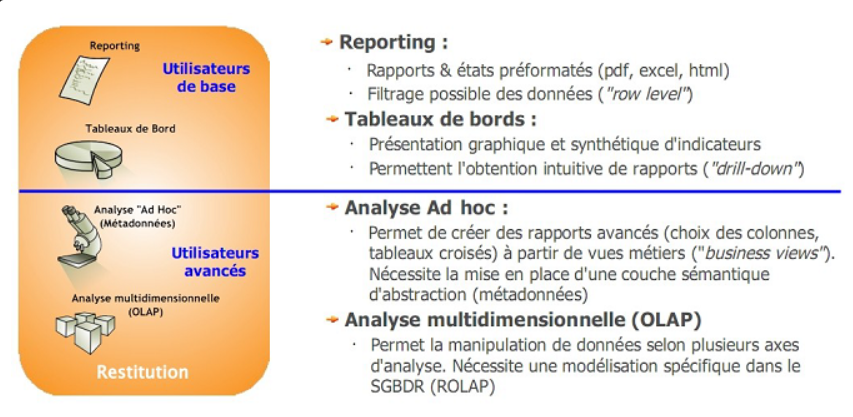 Reporting
Utilisateurs
de base
Tableaux de Bord
Analyse "Ad Hoc"
(Métadonnées)
Utilisateurs
avancés
Analyse multidimensionnelle
(OLAP)
Restitution
Reporting :
· Rapports & états préformatés (pdf, excel, html)
· Filtrage possible des données ("row level")
Tableaux de bords :
· Présentation graphique et synthétique d'indicateurs
· Permettent l'obtention intuitive de rapports ("drill-down")
Analyse Ad hoc :
· Permet de créer des rapports avancés (choix des colonnes,
tableaux croisés) à partir de vues métiers ("business views").
Nécessite la mise en place d'une couche sémantique
d'abstraction (métadonnées)
Analyse multidimensionnelle (OLAP)
· Permet la manipulation de données selon plusieurs axes
d'analyse. Nécessite une modélisation spécifique dans le
SGBDR (ROLAP)